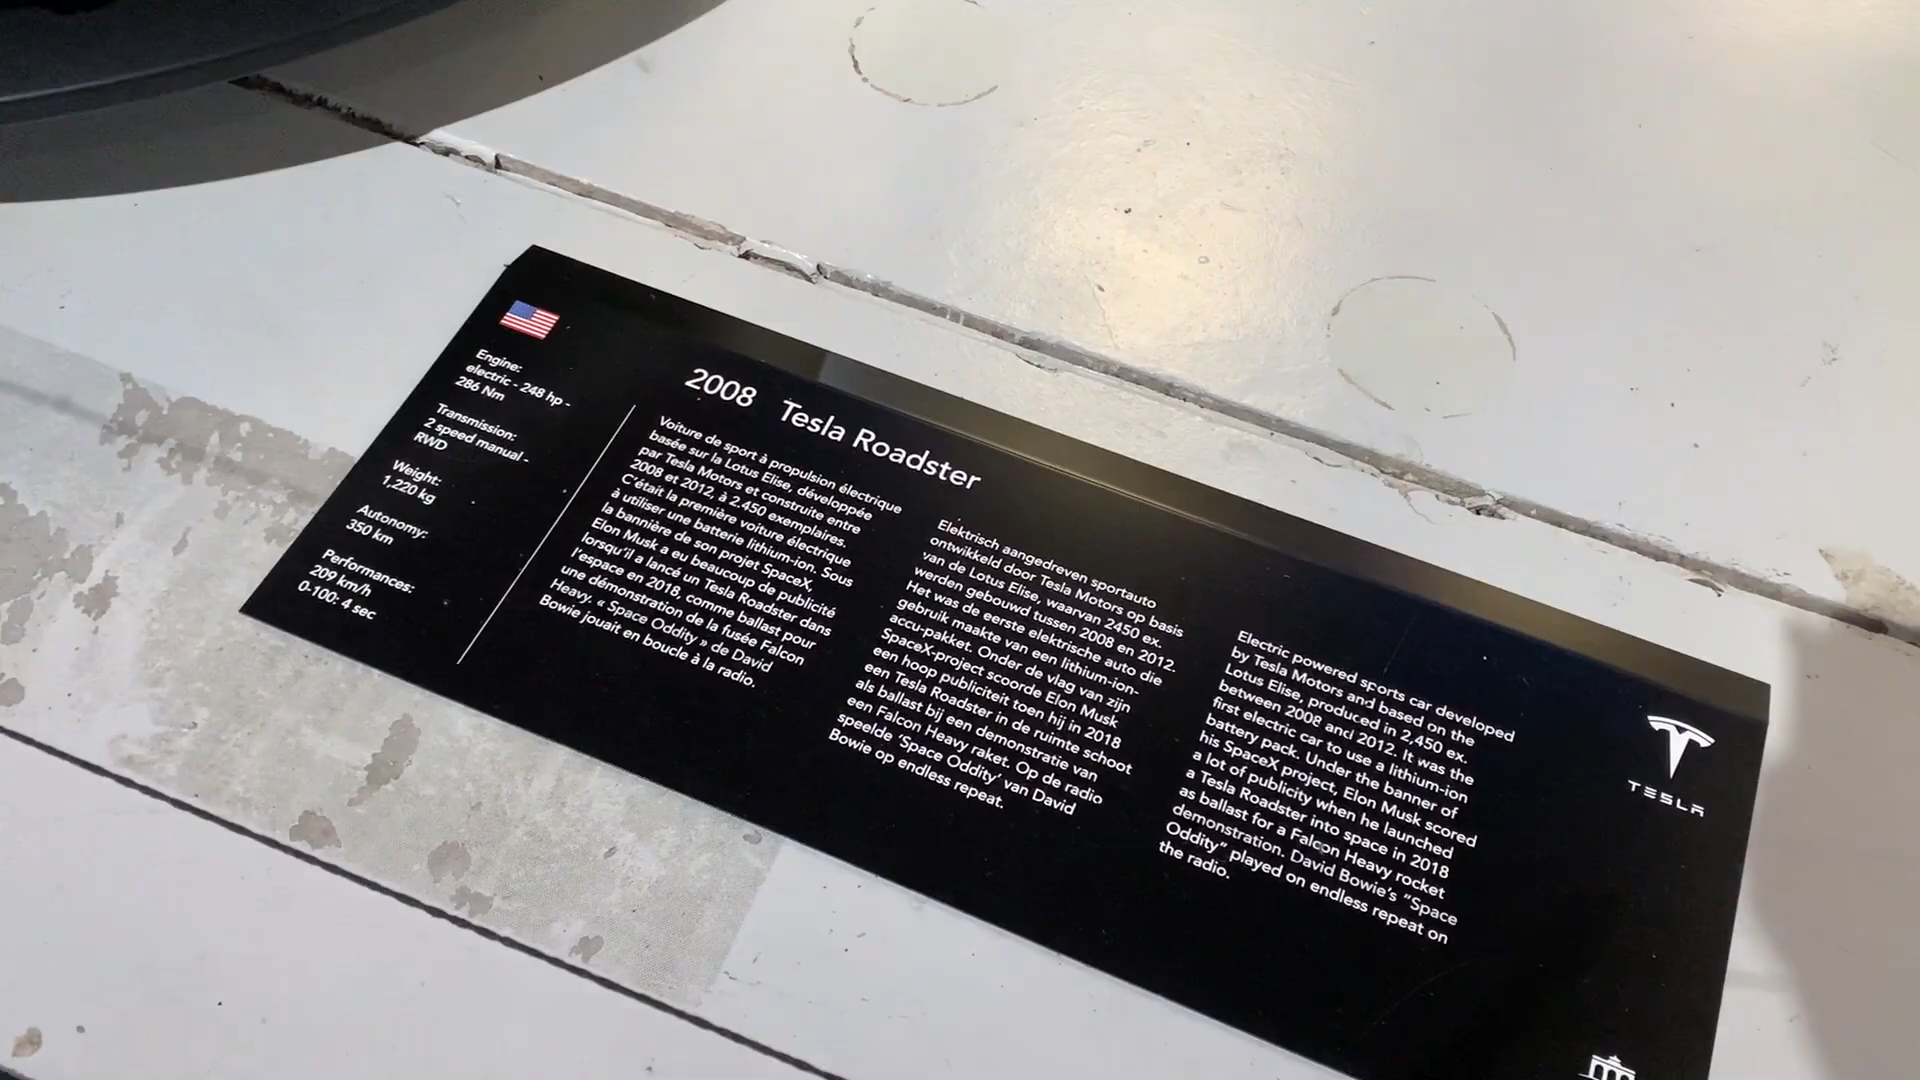 Engine:
electric - 248 hp -
286 Nm
Transmission:
2 speed manual -
RWD
Weight:
1,220 kg
Autonomy:
350 km
Performances:
209 km/h
0-100: 4 sec
2008 Tesla Roadster
Voiture de sport à propulsion électrique
basée sur la Lotus Elise, développée
par Tesla Motors et construite entre
2008 et 2012, à 2.450 exemplaires.
C'était la première voiture électrique
à utiliser une batterie lithium-ion. Sous
la bannière de son projet SpaceX,
Elon Musk a eu beaucoup de publicité
lorsqu'il a lancé un Tesla Roadster dans
l'espace en 2018, comme ballast pour
une démonstration de la fusée Falcon
Heavy. « Space Oddity » de David
Bowie jouait en boucle à la radio.
Elektrisch aangedreven sportauto
ontwikkeld door Tesla Motors op basis
van de Lotus Elise, waarvan 2450 ex.
werden gebouwd tussen 2008 en 2012.
Het was de eerste elektrische auto die
gebruik maakte van een lithium-ion-
accu-pakket. Onder de vlag van zijn
SpaceX-project scoorde Elon Musk
een hoop publiciteit toen hij in 2018
een Tesla Roadster in de ruimte schoot
als ballast bij een demonstratie van
een Falcon Heavy raket. Op de radio
speelde 'Space Oddity' van David
Bowie op endless repeat.
Electric powered sports car developed
by Tesla Motors and based on the
Lotus Elise, produced in 2,450 ex.
between 2008 and 2012. It was the
first electric car to use a lithium-ion
battery pack. Under the banner of
his SpaceX project, Elon Musk scored
a lot of publicity when he launched
a Tesla Roadster into space in 2018
as ballast for a Falcon Heavy rocket
demonstration. David Bowie's "Space
Oddity" played on endless repeat on
the radio.
TESLA